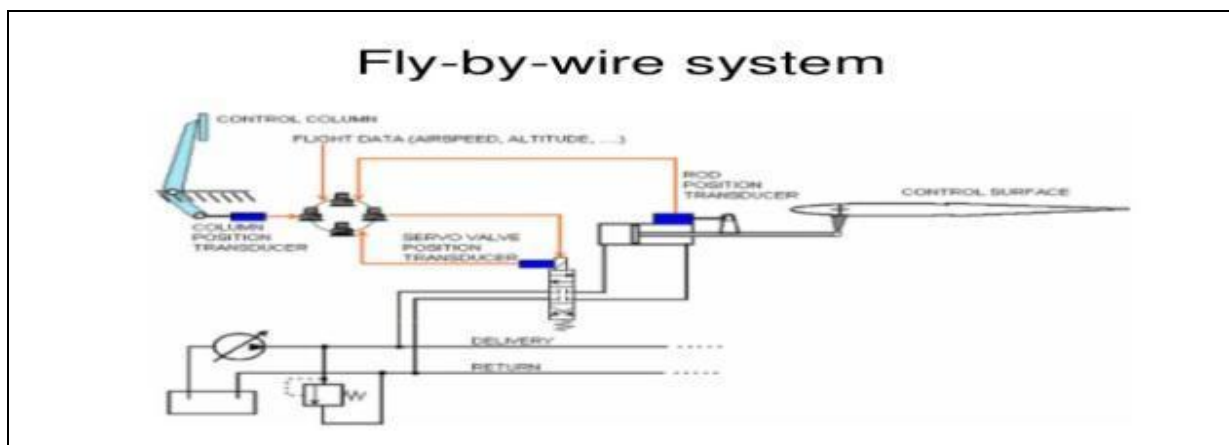 Fly-by-wire system
CONTROL COLUMN
FLIGHT DATA (AIRSPEED, ALTITUDE, ....)
ROD
POSITION
TRANSDUCER
CONTROL SURFACE
COLUMN
POSITION
TRANSDUCER
SERVO VALVE
POSITION
TRANSDUCER
DELIVERY
RETURN